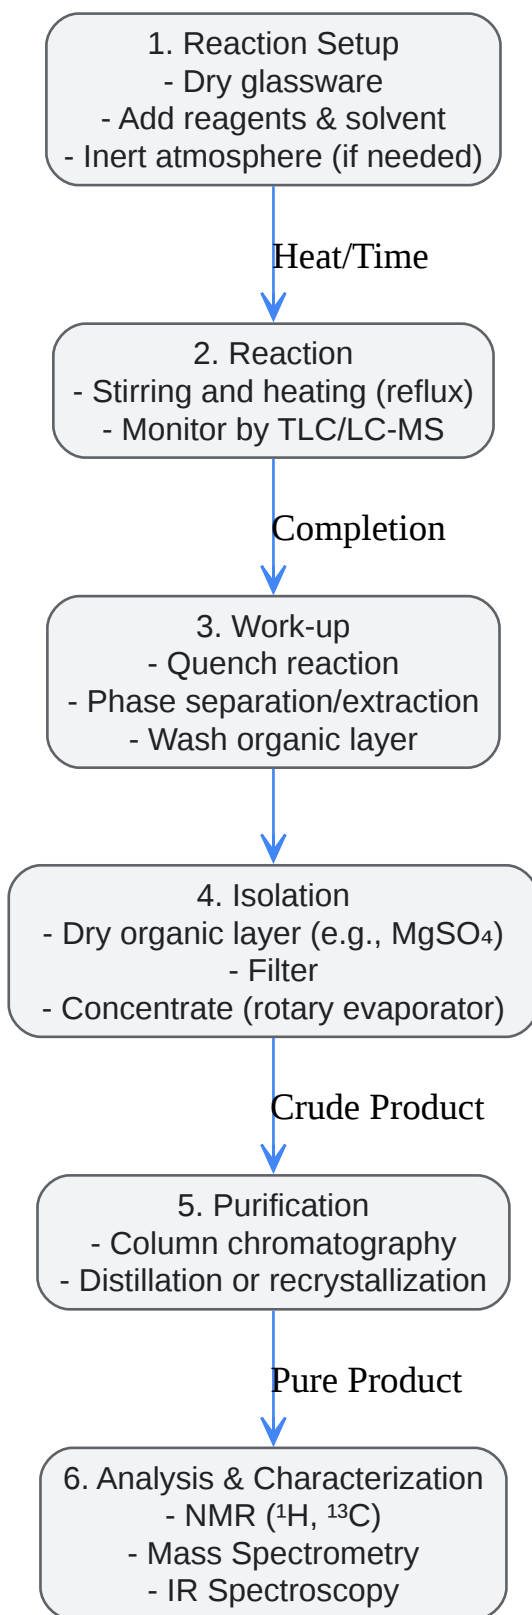 1. Reaction Setup
- Dry glassware
- Add reagents & solvent
- Inert atmosphere (if needed)
Heat/Time
2. Reaction
- Stirring and heating (reflux)
- Monitor by TLC/LC-MS
Completion
3. Work-up
- Quench reaction
- Phase separation/extraction
- Wash organic layer
4. Isolation
- Dry organic layer (e.g., MgSO₄)
- Filter
- Concentrate (rotary evaporator)
Crude Product
5. Purification
- Column chromatography
- Distillation or recrystallization
Pure Product
6. Analysis & Characterization
- NMR (¹H, ¹³C)
- Mass Spectrometry
- IR Spectroscopy